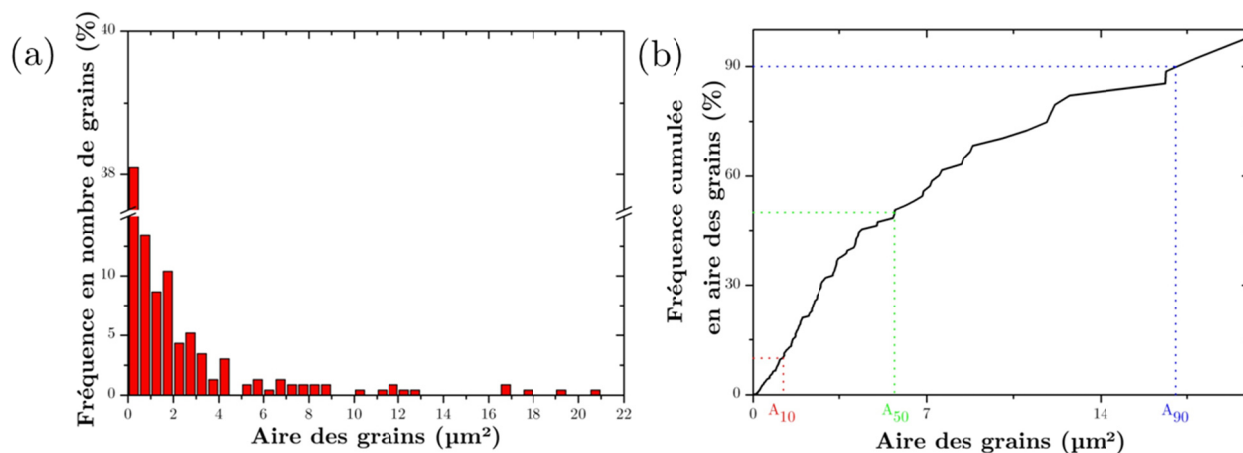 (a)
Fréquence en nombre de grains (%)
40
38
10
5
0
0 2 4 6 8 10 12 14 16 18 20 22
Aire des grains (µm²)
(b)
Fréquence cumulée
en aire des grains (%)
90
60
30
0
0 7 14
A10 A50 A90
Aire des grains (µm²)